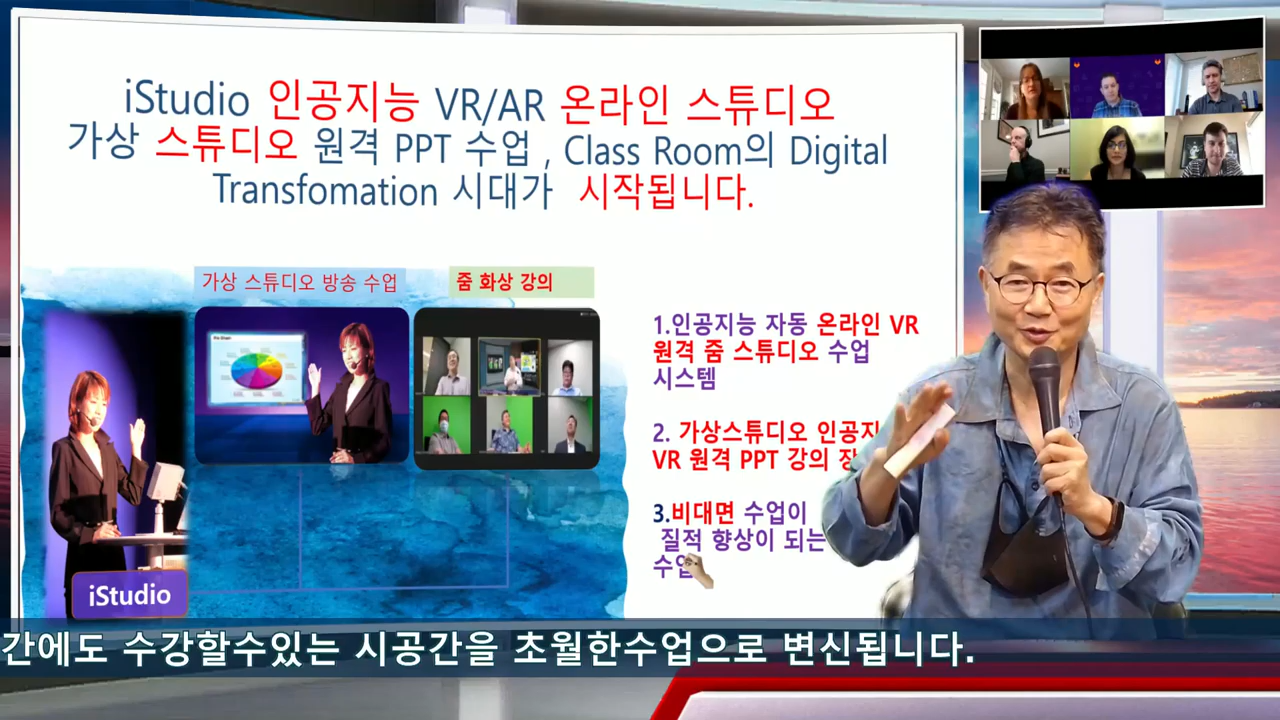 iStudio 인공지능 VR/AR 온라인 스튜디오
가상 스튜디오 원격 PPT 수업 , Class Room의 Digital
Transfomation 시대가 시작됩니다.
가상 스튜디오 방송 수업
줌 화상 강의
1.인공지능 자동 온라인 VR
원격 줌 스튜디오 수업
시스템
2. 가상스튜디오 인공지
VR 원격 PPT 강의
3.비대면 수업이
질적 향상이 되는
iStudio
간에도 수강할수있는 시공간을 초월한수업으로 변신됩니다.